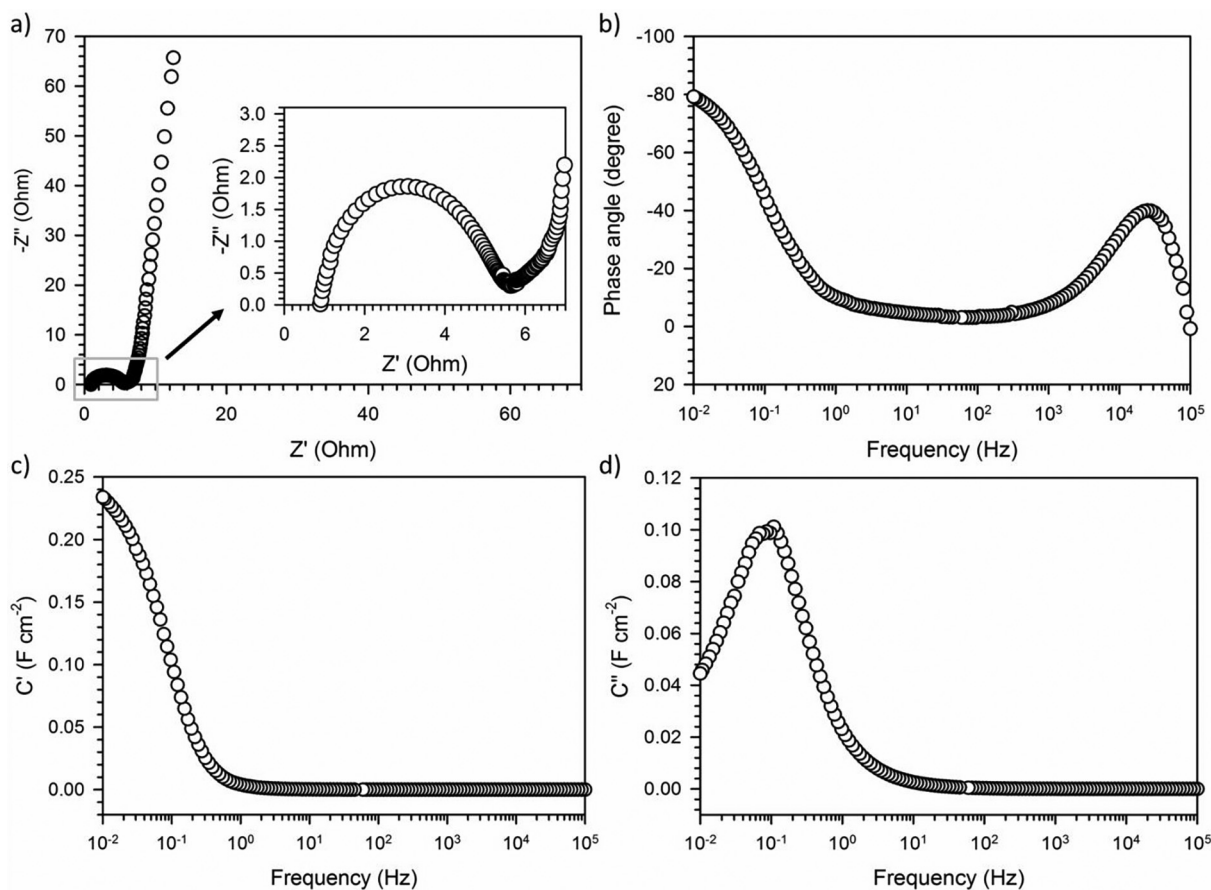 a)
70
60
50
40
30
20
10
0
-Z" (Ohm)
0 20 40 60
Z' (Ohm)
3.0
2.5
2.0
1.5
1.0
0.5
0.0
-Z" (Ohm)
0 2 4 6
Z' (Ohm)
b)
-100
-80
-60
-40
-20
0
20
Phase angle (degree)
10⁻² 10⁻¹ 10⁰ 10¹ 10² 10³ 10⁴ 10⁵
Frequency (Hz)
c)
0.25
0.20
0.15
0.10
0.05
0.00
C' (F cm⁻²)
10⁻² 10⁻¹ 10⁰ 10¹ 10² 10³ 10⁴ 10⁵
Frequency (Hz)
d)
0.12
0.10
0.08
0.06
0.04
0.02
0.00
C" (F cm⁻²)
10⁻² 10⁻¹ 10⁰ 10¹ 10² 10³ 10⁴ 10⁵
Frequency (Hz)